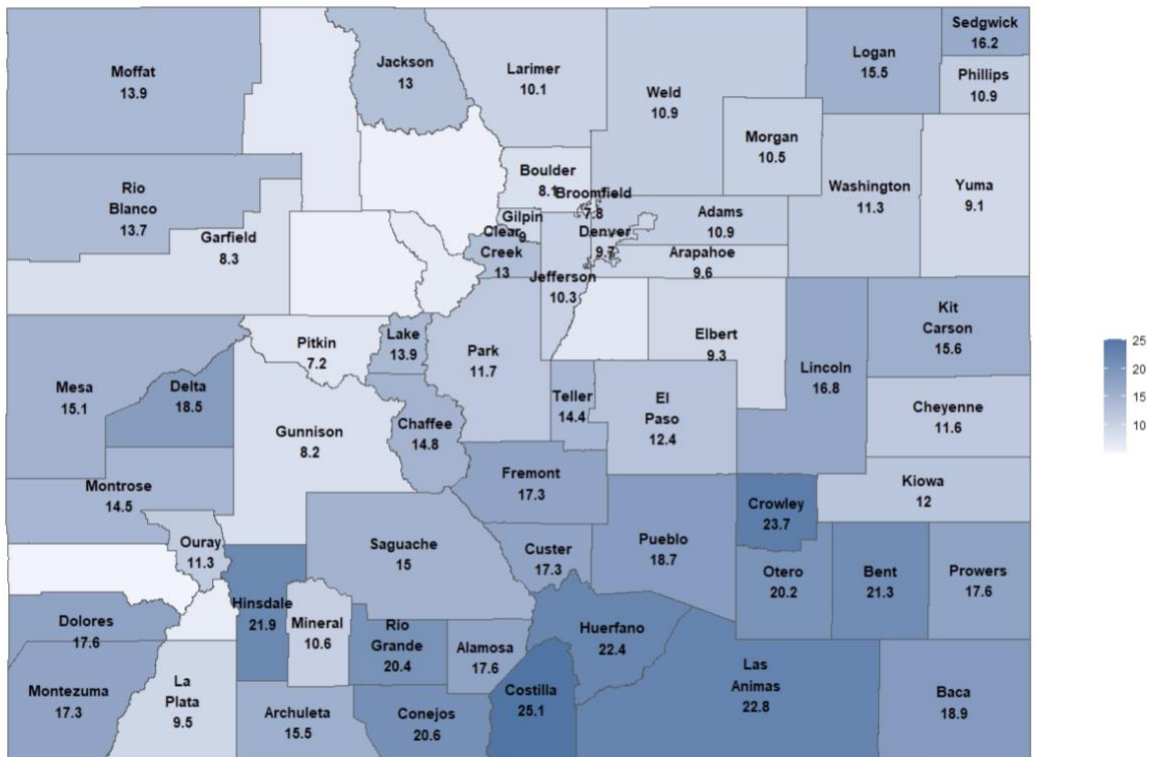 Moffat
13.9
Jackson
13
Larimer
10.1
Weld
10.9
Logan
15.5
Sedgwick
16.2
Phillips
10.9
Morgan
10.5
Rio
Blanco
13.7
Boulder
8.1
Broomfield
7.8
Washington
11.3
Yuma
9.1
Garfield
8.3
Gilpin
9
Clear
Creek
13
Denver
9.7
Adams
10.9
Arapahoe
9.6
Jefferson
10.3
Kit
Carson
15.6
Pitkin
7.2
Lake
13.9
Park
11.7
Elbert
9.3
Lincoln
16.8
25
20
15
10
Mesa
15.1
Delta
18.5
Gunnison
8.2
Chaffee
14.8
Teller
14.4
El
Paso
12.4
Cheyenne
11.6
Montrose
14.5
Fremont
17.3
Crowley
23.7
Kiowa
12
Ouray
11.3
Saguache
15
Custer
17.3
Pueblo
18.7
Otero
20.2
Bent
21.3
Prowers
17.6
Dolores
17.6
Hinsdale
21.9
Mineral
10.6
Rio
Grande
20.4
Alamosa
17.6
Huerfano
22.4
Montezuma
17.3
La
Plata
9.5
Archuleta
15.5
Conejos
20.6
Costilla
25.1
Las
Animas
22.8
Baca
18.9